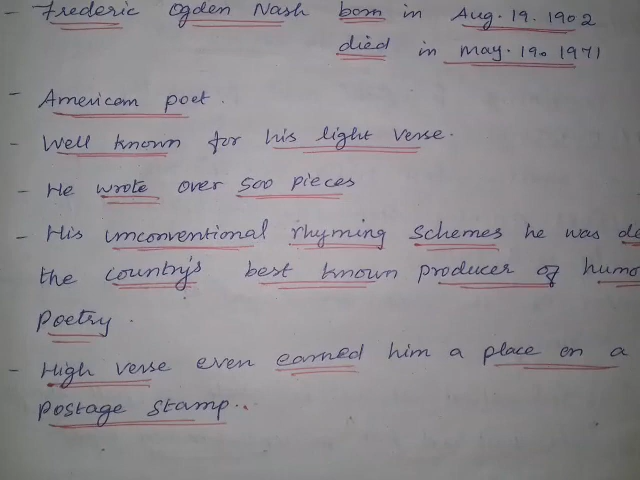 - Frederic Ogden Nash born in Aug. 19. 1902
died in may. 19. 1971
- American poet.
- Well known for his light verse.
- He wrote over 500 pieces
- His unconventional rhyming schemes he was
the country's best known producer of
Poetry.
- High verse even earned him a place on a
Postage stamp.